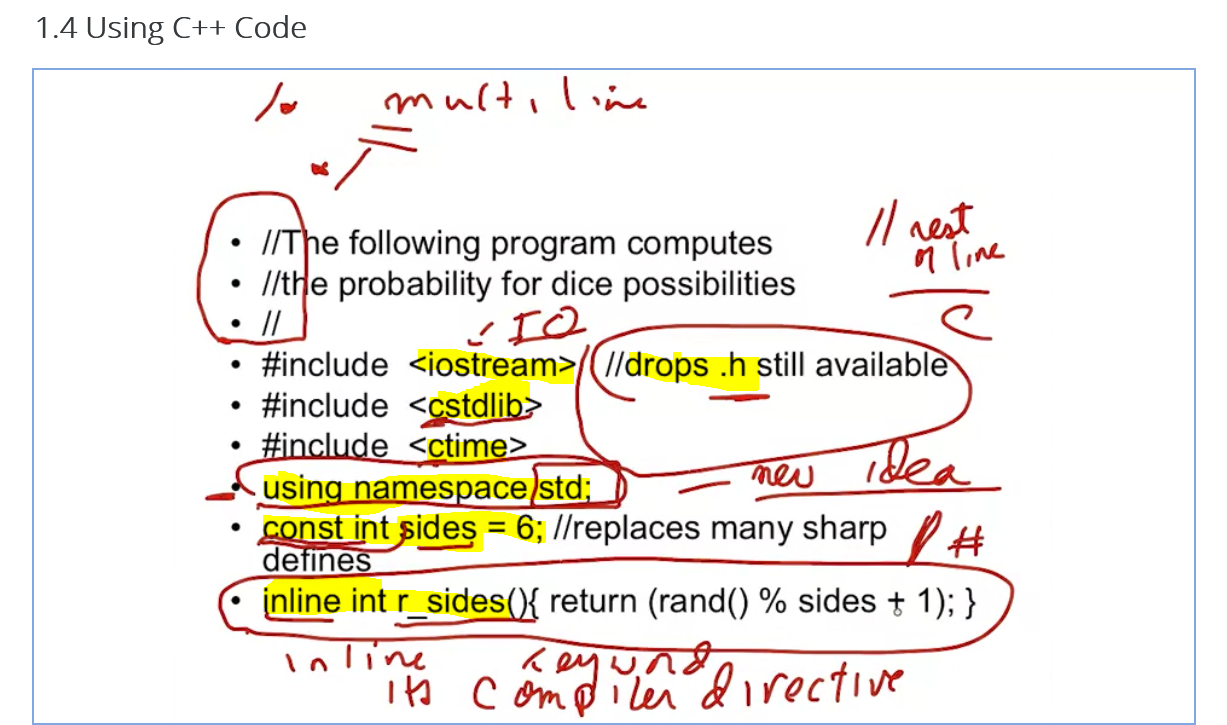 1.4 Using C++ Code
/*
multiline
*/
• //The following program computes
// rest of line
• //the probability for dice possibilities
C
• //
IO
• #include <iostream> //drops .h still available
• #include <cstdlib>
• #include <ctime>
new idea
• using namespace std;
• const int sides = 6; //replaces many sharp
defines
#
• inline int r_sides(){ return (rand() % sides + 1); }
inline keyword
its compiler directive